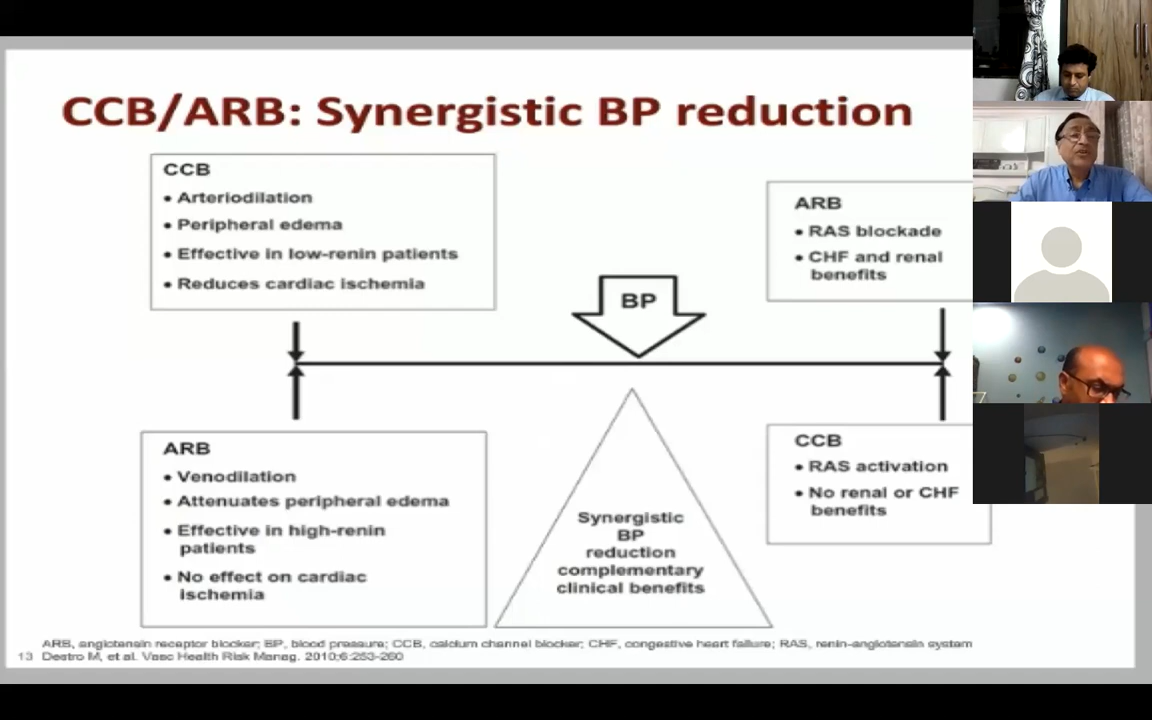 CCB/ARB: Synergistic BP reduction
CCB
• Arteriodilation
• Peripheral edema
• Effective in low-renin patients
• Reduces cardiac ischemia
ARB
• RAS blockade
• CHF and renal
benefits
BP
ARB
• Venodilation
• Attenuates peripheral edema
• Effective in high-renin
patients
• No effect on cardiac
ischemia
Synergistic
BP
reduction
complementary
clinical benefits
CCB
• RAS activation
• No renal or CHF
benefits
ARB, angiotensin receptor blocker; BP, blood pressure; CCB, calcium channel blocker; CHF, congestive heart failure; RAS, renin-angiotensin system
13 Destro M, et al. Vasc Health Risk Manag. 2010;6:253-260